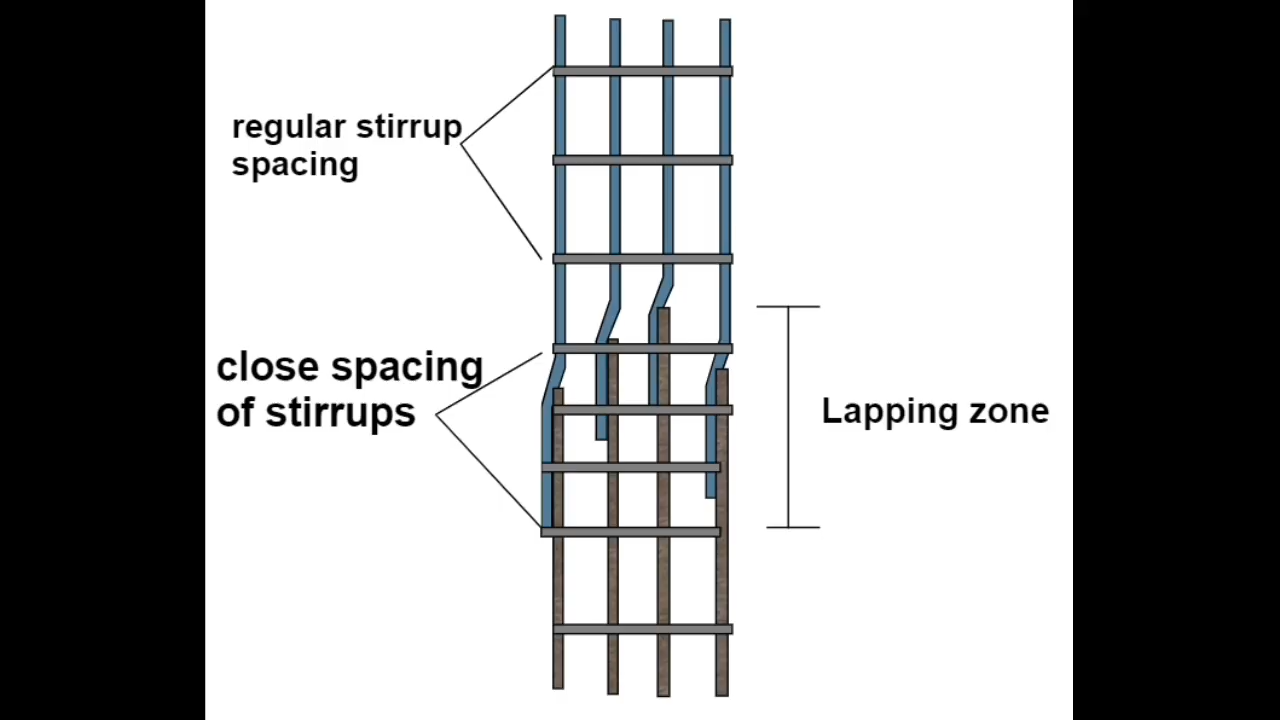 regular stirrup
spacing
close spacing
of stirrups
Lapping zone